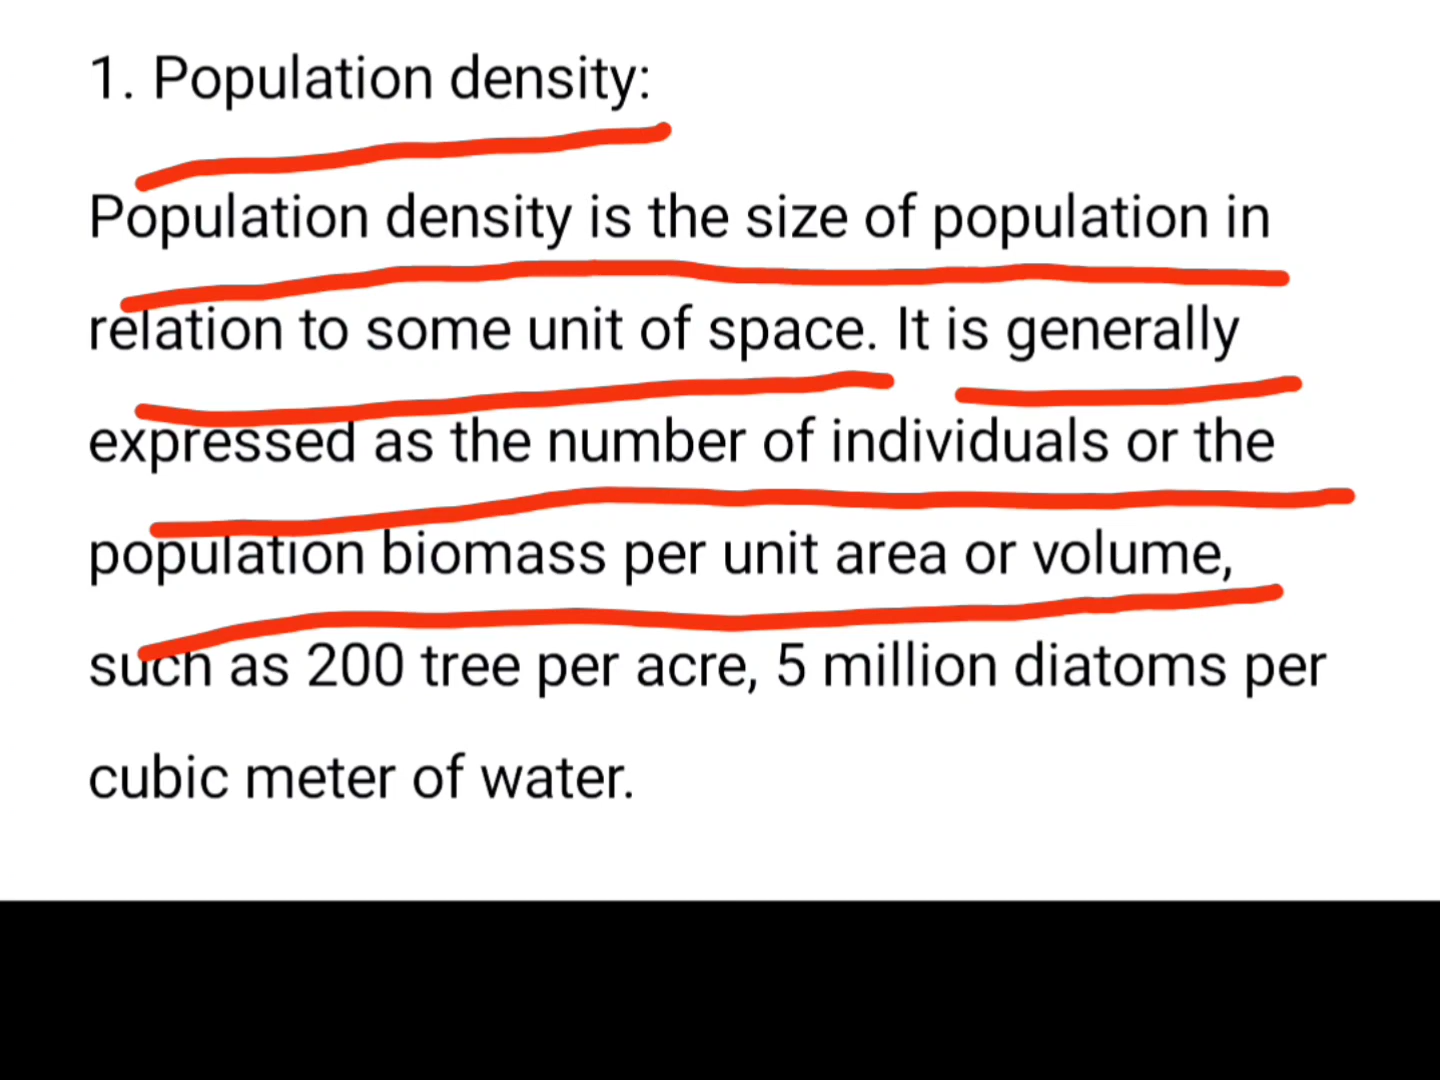 1. Population density:
Population density is the size of population in
relation to some unit of space. It is generally
expressed as the number of individuals or the
population biomass per unit area or volume,
such as 200 tree per acre, 5 million diatoms per
cubic meter of water.